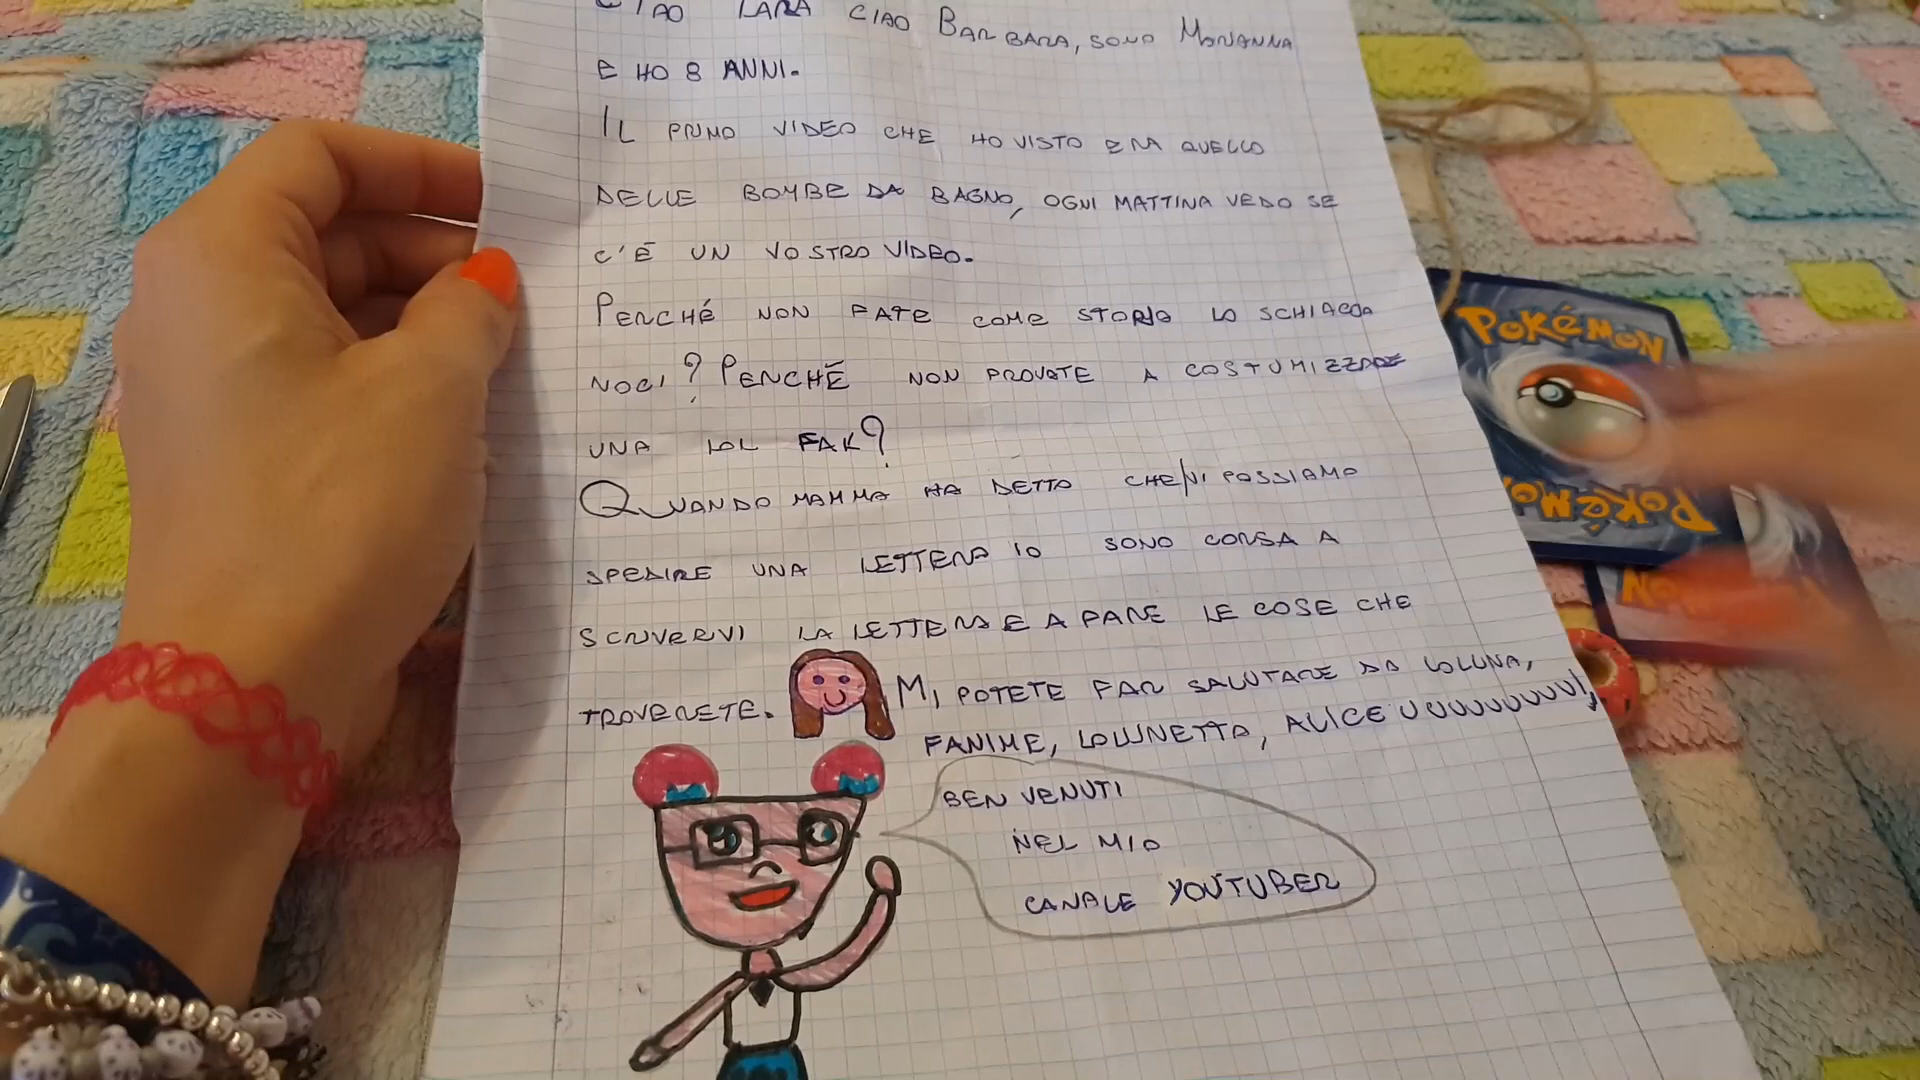 CIAO LARA CIAO BARBARA, SONO MARIANNA
E HO 8 ANNI.
IL PRIMO VIDEO CHE HO VISTO ERA QUELLO
DELLE BOMBE DA BAGNO, OGNI MATTINA VEDO SE
C'È UN VOSTRO VIDEO.
PERCHÉ NON FATE COME STORIA LO SCHIACCIA
NOCI? PERCHÉ NON PROVATE A COSTUMIZZARE
UNA LOL FAK?
QUANDO MAMMA HA DETTO CHE VI POSSIAMO
SPEDIRE UNA LETTERA IO SONO CORSA A
SCRIVERVI LA LETTERA E A FARE LE COSE CHE
TROVERETE. MI POTETE FAR SALUTARE DA LOLUNA,
FANIME, LOLUNETTA, ALICE UUUUUUUUUU!
BEN VENUTI
NEL MIO
CANALE YOUTUBER
POKÉMON
POKÉMON